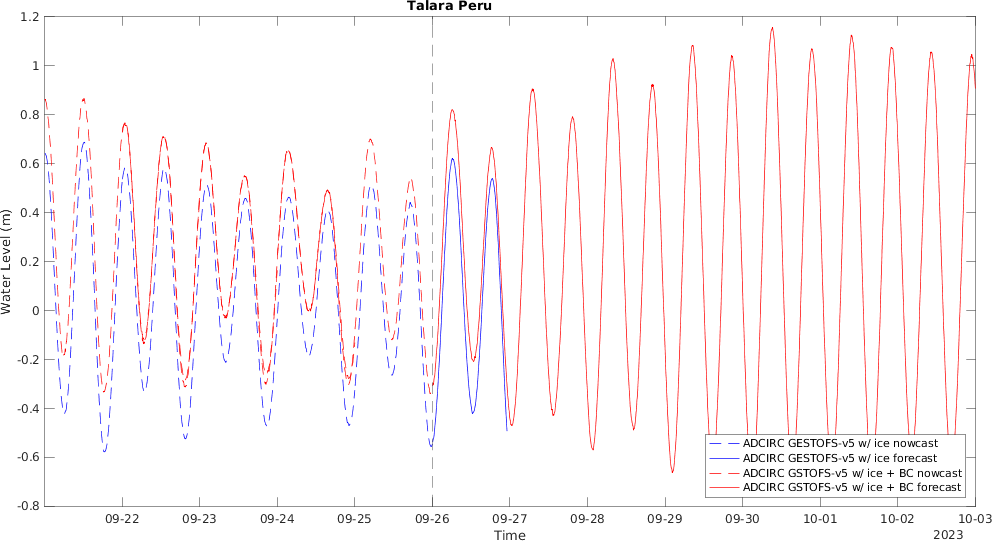 Talara Peru
1.2
1
0.8
0.6
0.4
0.2
0
-0.2
-0.4
-0.6
-0.8
Water Level (m)
ADCIRC GESTOFS-v5 w/ ice nowcast
ADCIRC GESTOFS-v5 w/ ice forecast
ADCIRC GSTOFS-v5 w/ ice + BC nowcast
ADCIRC GSTOFS-v5 w/ ice + BC forecast
09-22 09-23 09-24 09-25 09-26 09-27 09-28 09-29 09-30 10-01 10-02 10-03
Time
2023